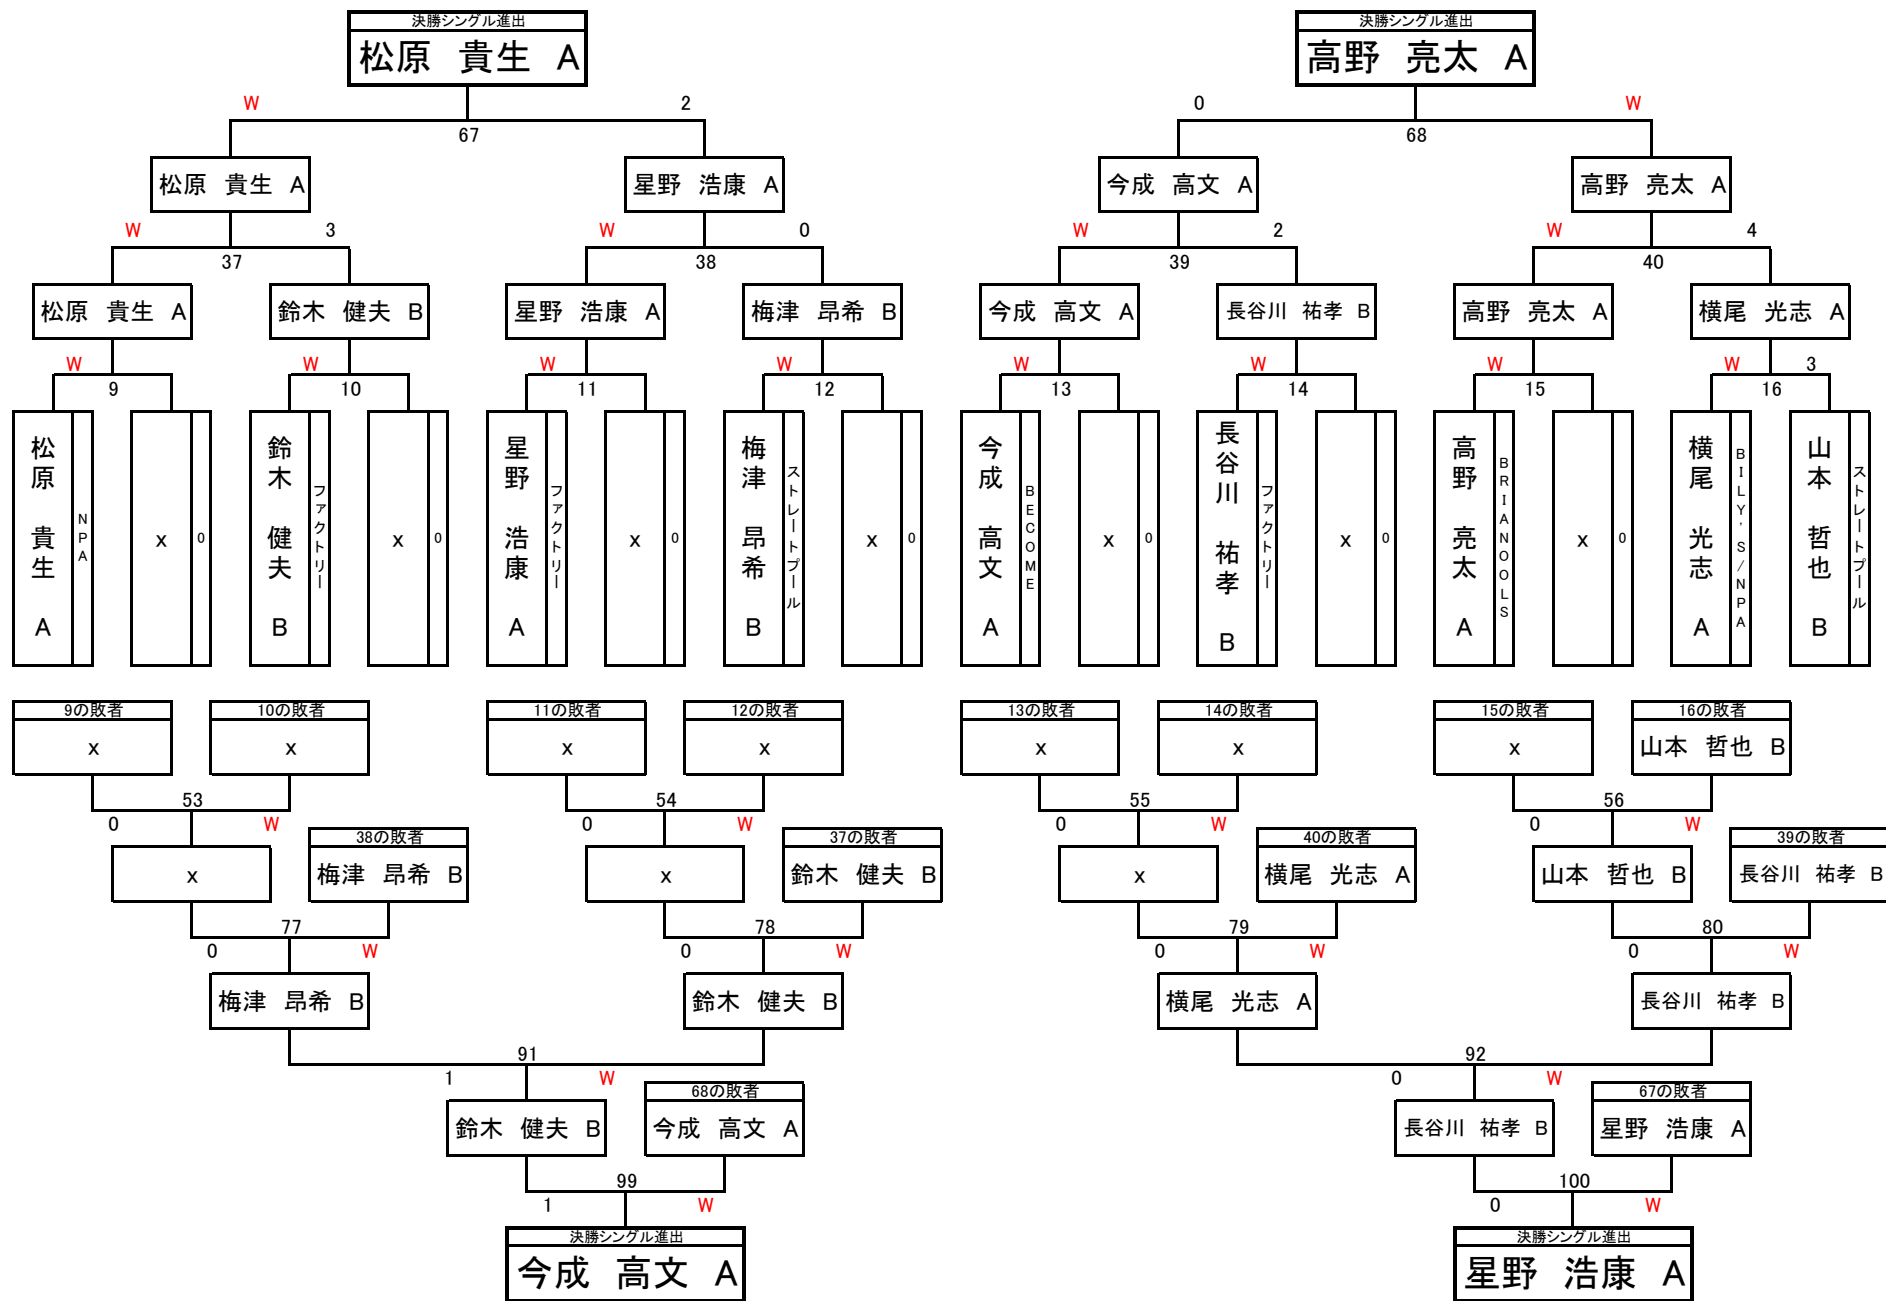 決勝シングル進出 決勝シングル進出
松原 貴生 A 高野 亮太 A
W 2 0 W
67 68
松原 貴生 A 星野 浩康 A 今成 高文 A 高野 亮太 A
W 3 W 0 W 2 W 4
37 38 39 40
松原 貴生 A 鈴木 健夫 B 星野 浩康 A 梅津 昂希 B 今成 高文 A 長谷川 祐孝 B 高野 亮太 A 横尾 光志 A
W W W W W W W W 3
9 10 11 12 13 14 15 16
松原 貴生 A
NPA
x
0
鈴木 健夫 B
ファクトリー
x
0
星野 浩康 A
ファクトリー
x
0
梅津 昂希 B
ストレートプール
x
0
今成 高文 A
BECOME
x
0
長谷川 祐孝 B
ファクトリー
x
0
高野 亮太 A
BRIANOOLS
x
0
横尾 光志 A
BILY'S/NPA
山本 哲也 B
ストレートプール
9の敗者 10の敗者 11の敗者 12の敗者 13の敗者 14の敗者 15の敗者 16の敗者
x x x x x x x 山本 哲也 B
53 54 55 56
0 W 0 W 0 W 0 W
38の敗者 37の敗者 40の敗者 39の敗者
x 梅津 昂希 B x 鈴木 健夫 B x 横尾 光志 A 山本 哲也 B 長谷川 祐孝 B
77 78 79 80
0 W 0 W 0 W 0 W
梅津 昂希 B 鈴木 健夫 B 横尾 光志 A 長谷川 祐孝 B
91 92
1 W 0 W
68の敗者 67の敗者
鈴木 健夫 B 今成 高文 A 長谷川 祐孝 B 星野 浩康 A
99 100
1 W 0 W
決勝シングル進出 決勝シングル進出
今成 高文 A 星野 浩康 A